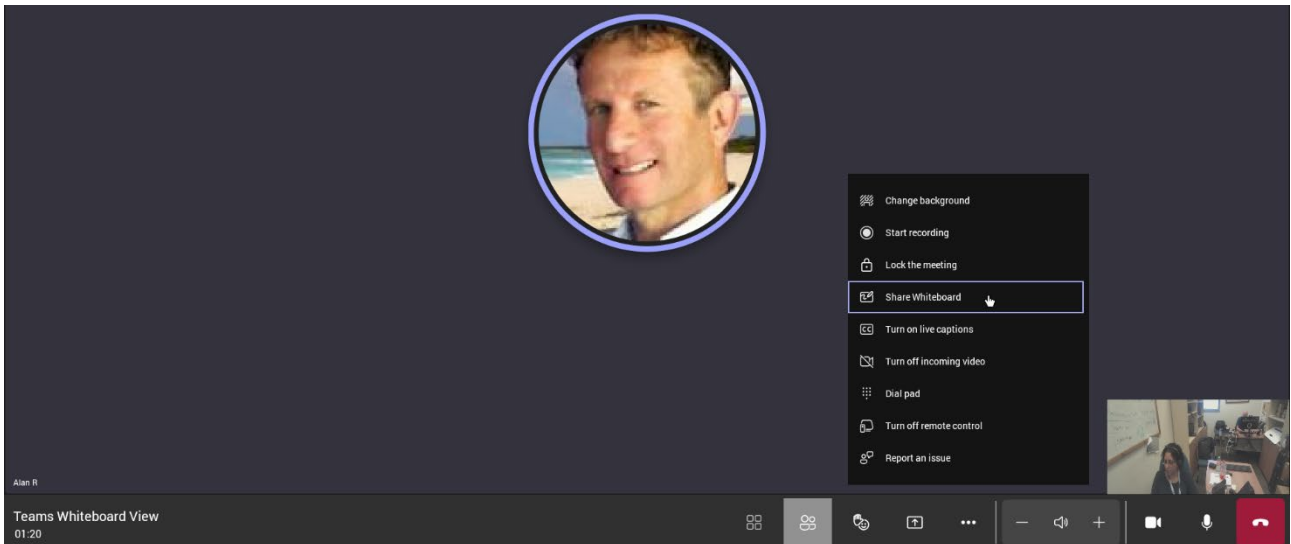 Change background
Start recording
Lock the meeting
Share Whiteboard
CC Turn on live captions
Turn off incoming video
Dial pad
Turn off remote control
Report an issue
Alan R
Teams Whiteboard View
01:20